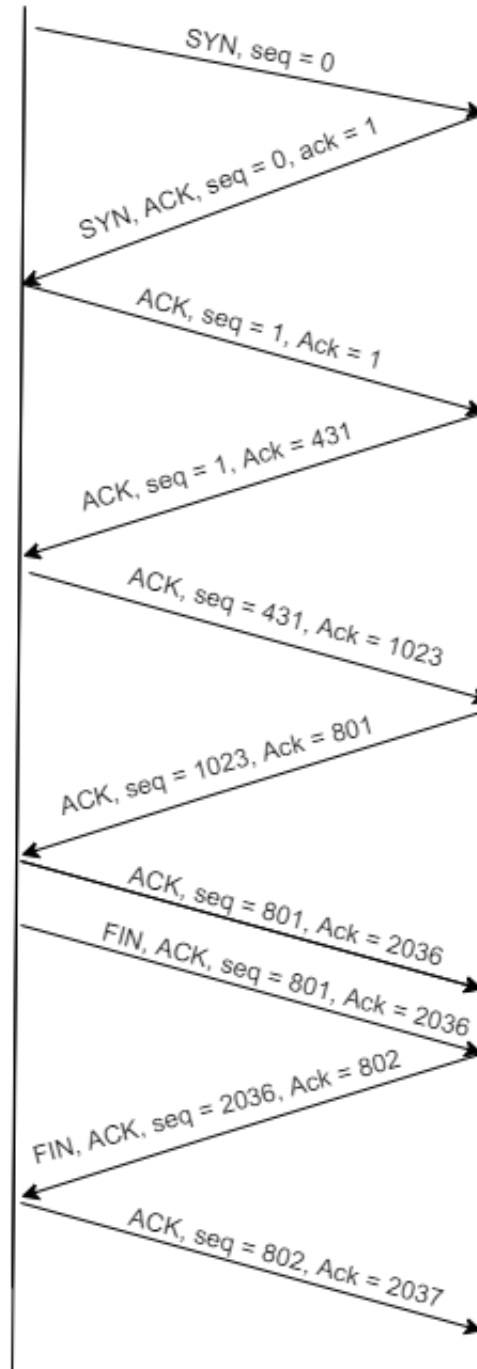 SYN, seq = 0
SYN, ACK, seq = 0, ack = 1
ACK, seq = 1, Ack = 1
ACK, seq = 1, Ack = 431
ACK, seq = 431, Ack = 1023
ACK, seq = 1023, Ack = 801
ACK, seq = 801, Ack = 2036
FIN, ACK, seq = 801, Ack = 2036
FIN, ACK, seq = 2036, Ack = 802
ACK, seq = 802, Ack = 2037